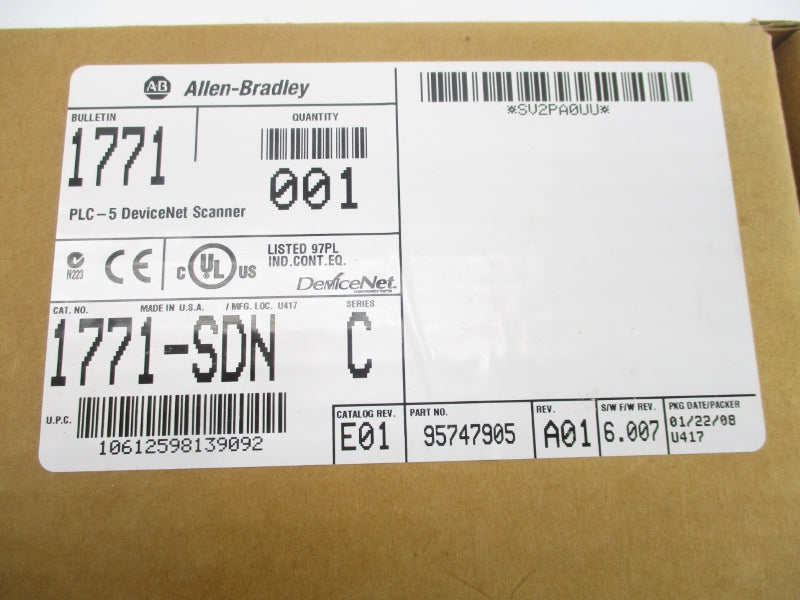 AB Allen-Bradley
BULLETIN
1771
QUANTITY
001
PLC-5 DeviceNet Scanner
N223
CE
C UL US
LISTED 97PL
IND.CONT.EQ.
DeviceNet
CAT. NO.
MADE IN U.S.A.
/ MFG. LOC. U417
SERIES
1771-SDN
C
U.P.C.
10612598139092
*SV2PA0UU*
CATALOG REV.
E01
PART NO.
95747905
REV.
A01
S/W F/W REV.
6.007
PKG DATE/PACKER
01/22/08
U417